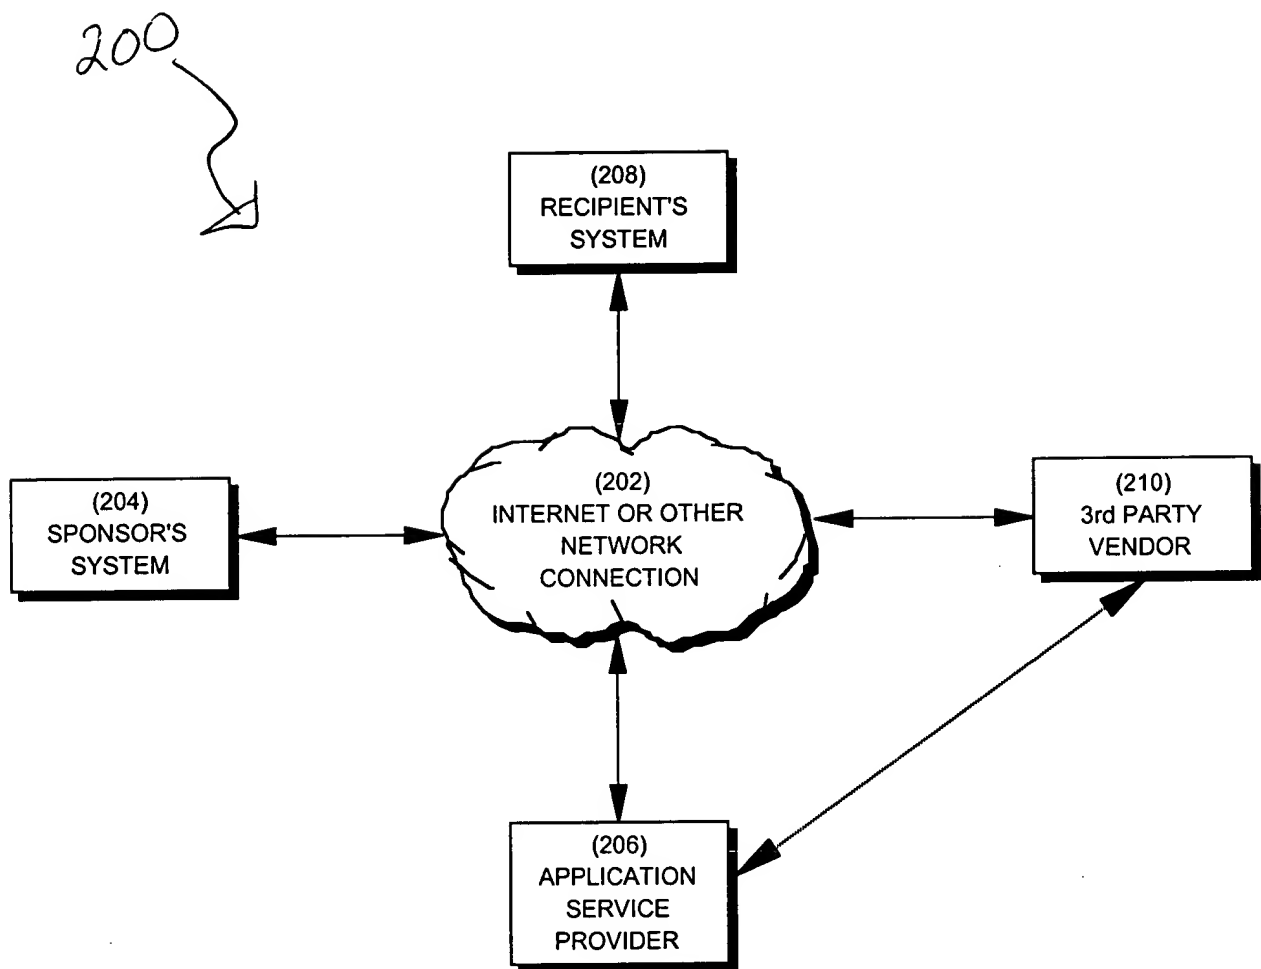 200
(208)
RECIPIENT'S
SYSTEM
(204)
SPONSOR'S
SYSTEM
(202)
INTERNET OR OTHER
NETWORK
CONNECTION
(210)
3rd PARTY
VENDOR
(206)
APPLICATION
SERVICE
PROVIDER